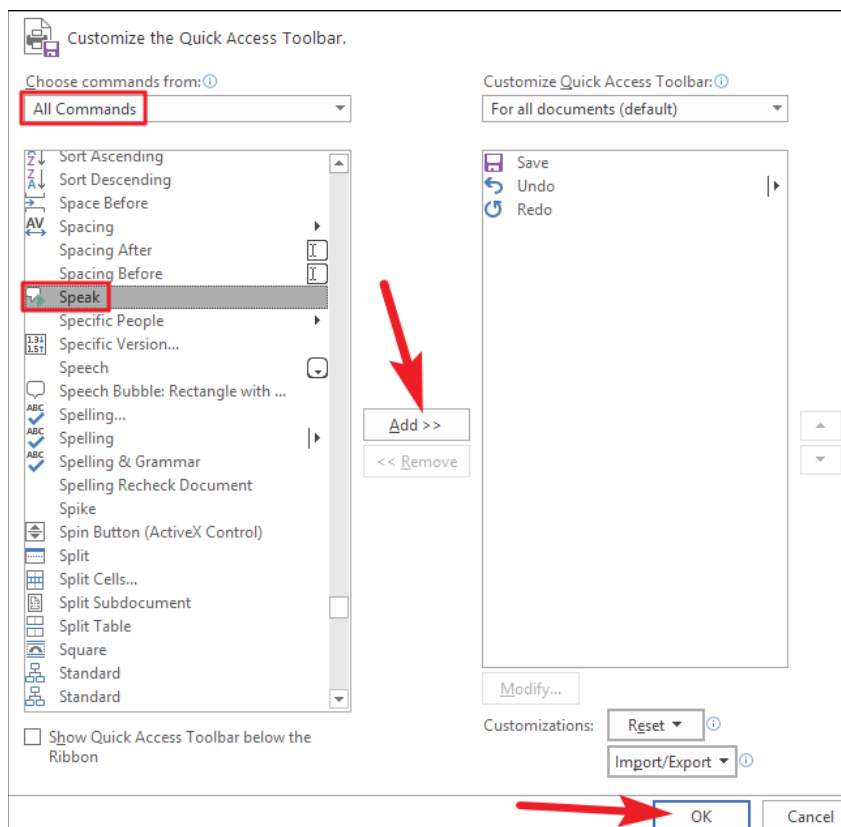 Customize the Quick Access Toolbar.
Choose commands from:
All Commands
Sort Ascending
Sort Descending
Space Before
Spacing
Spacing After
Spacing Before
Speak
Specific People
Specific Version...
Speech
Speech Bubble: Rectangle with ...
Spelling...
Spelling
Spelling & Grammar
Spelling Recheck Document
Spike
Spin Button (ActiveX Control)
Split
Split Cells...
Split Subdocument
Split Table
Square
Standard
Standard
Show Quick Access Toolbar below the
Ribbon
Add >>
<< Remove
Customize Quick Access Toolbar:
For all documents (default)
Save
Undo
Redo
Modify...
Customizations: Reset
Import/Export
OK Cancel